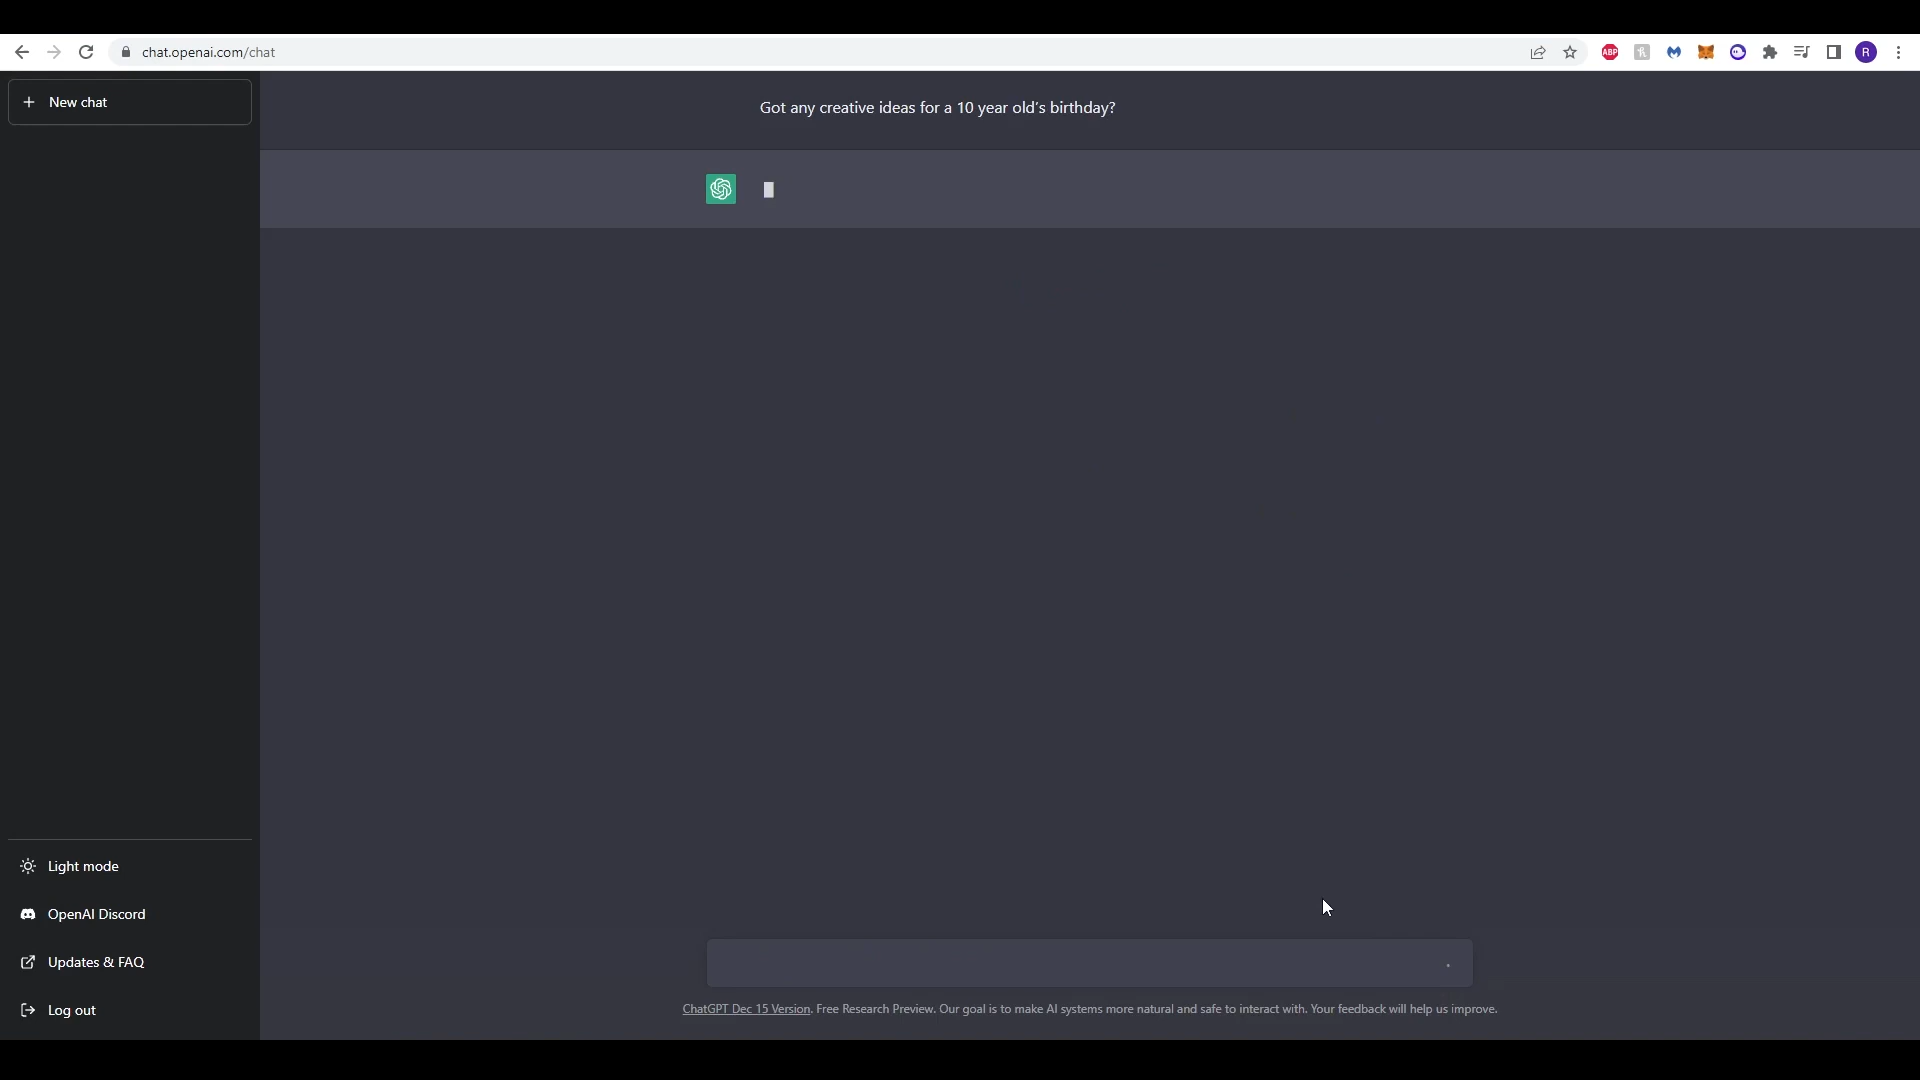 chat.openai.com/chat
ABP
R
New chat
Got any creative ideas for a 10 year old's birthday?
Light mode
OpenAI Discord
Updates & FAQ
Log out
ChatGPT Dec 15 Version. Free Research Preview. Our goal is to make AI systems more natural and safe to interact with. Your feedback will help us improve.